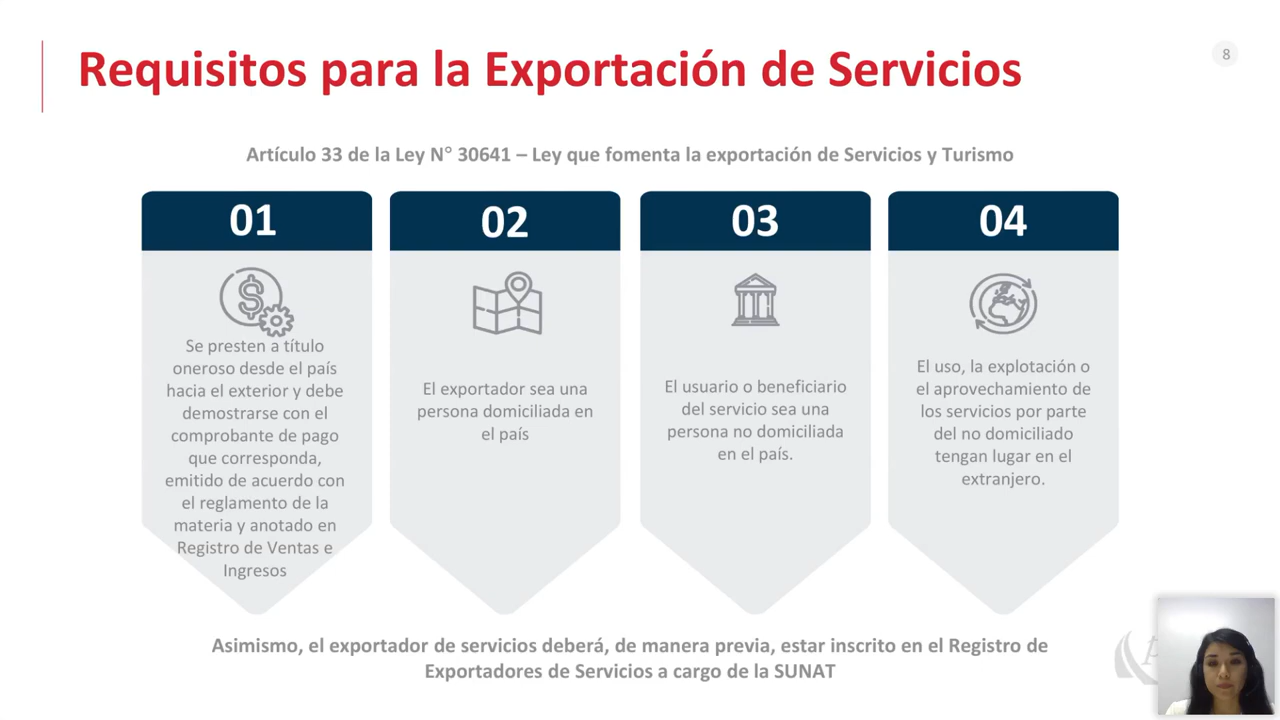 Requisitos para la Exportación de Servicios
8
Artículo 33 de la Ley N° 30641 – Ley que fomenta la exportación de Servicios y Turismo
01
Se presten a título
oneroso desde el país
hacia el exterior y debe
demostrarse con el
comprobante de pago
que corresponda,
emitido de acuerdo con
el reglamento de la
materia y anotado en
Registro de Ventas e
Ingresos
02
El exportador sea una
persona domiciliada en
el país
03
El usuario o beneficiario
del servicio sea una
persona no domiciliada
en el país.
04
El uso, la explotación o
el aprovechamiento de
los servicios por parte
del no domiciliado
tengan lugar en el
extranjero.
Asimismo, el exportador de servicios deberá, de manera previa, estar inscrito en el Registro de
Exportadores de Servicios a cargo de la SUNAT